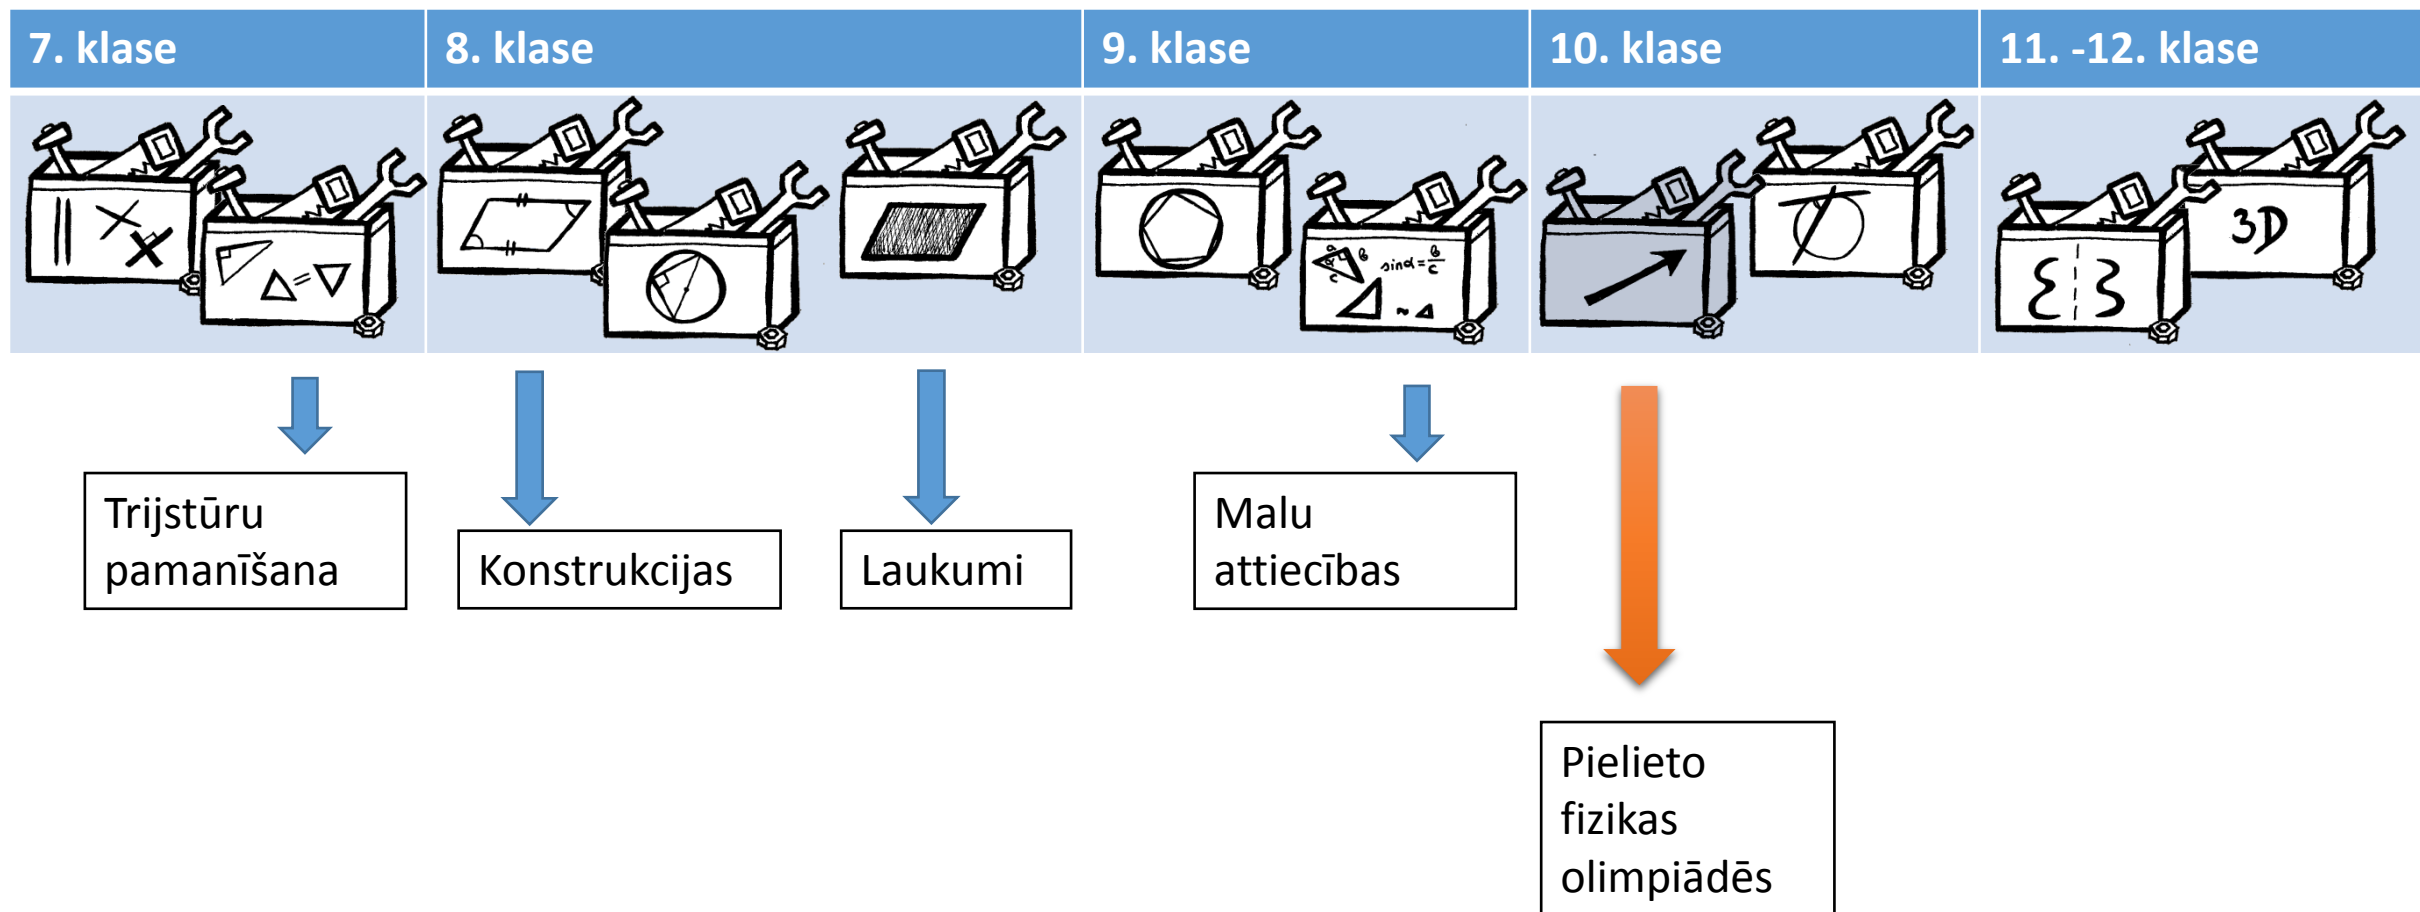 7. klase
8. klase
9. klase
10. klase
11. -12. klase
a
b
c
sinα = b/c
~
3D
Trijstūru
pamanīšana
Konstrukcijas
Laukumi
Malu
attiecības
Pielieto
fizikas
olimpiādēs